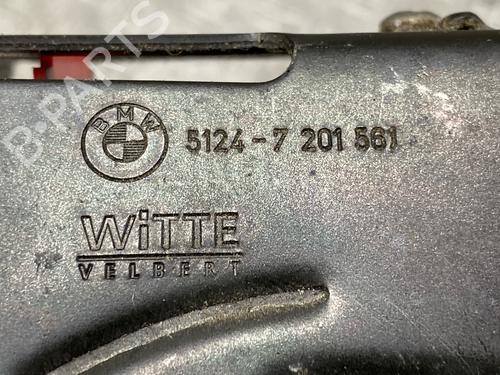 BMW
5124-7 201 561
WiTTE
VELBERT
B-PARTS